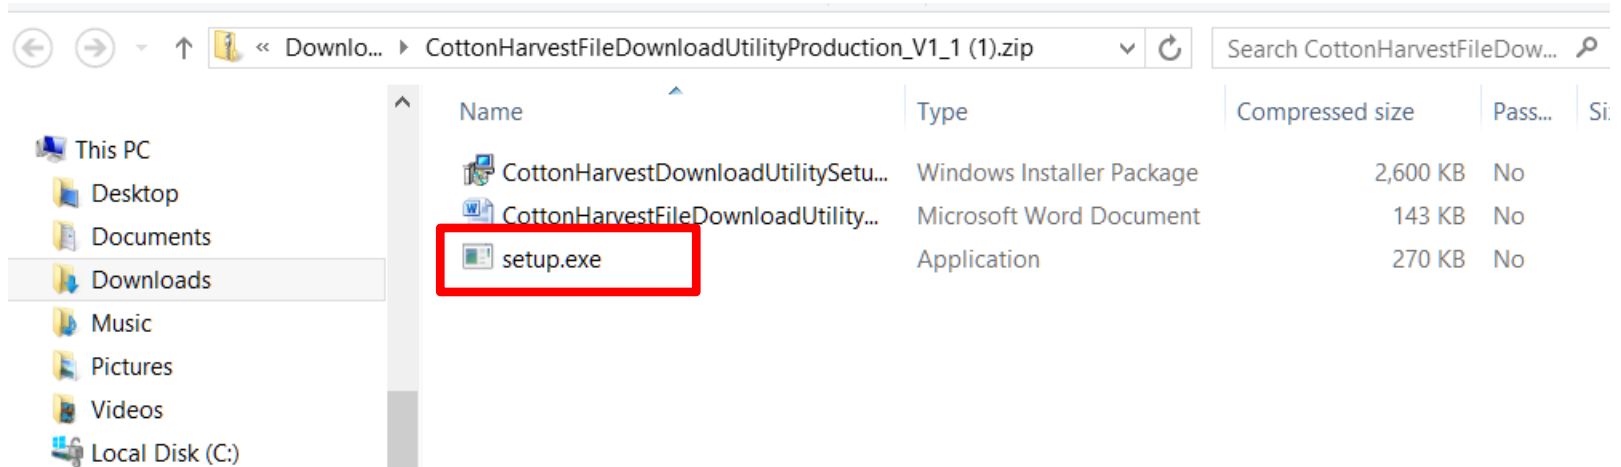 « Downlo... CottonHarvestFileDownloadUtilityProduction_V1_1 (1).zip Search CottonHarvestFileDow...
Name Type Compressed size Pass... Si
This PC
Desktop
Documents
Downloads
Music
Pictures
Videos
Local Disk (C:)
CottonHarvestDownloadUtilitySetu... Windows Installer Package 2,600 KB No
CottonHarvestFileDownloadUtility... Microsoft Word Document 143 KB No
setup.exe Application 270 KB No